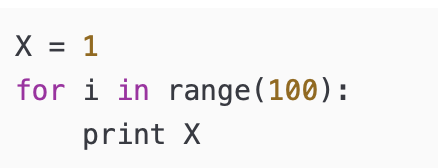 X = 1
for i in range(100):
    print X